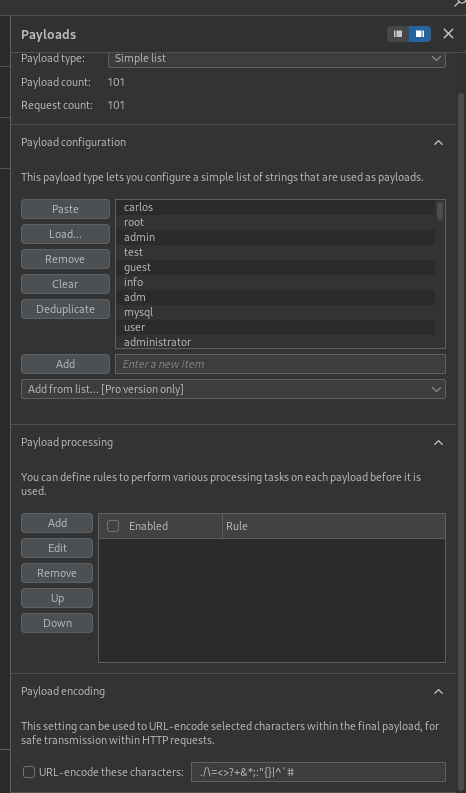 Payloads
Payload type: Simple list
Payload count: 101
Request count: 101
Payload configuration
This payload type lets you configure a simple list of strings that are used as payloads.
Paste
Load...
Remove
Clear
Deduplicate
carlos
root
admin
test
guest
info
adm
mysql
user
administrator
Add Enter a new item
Add from list... [Pro version only]
Payload processing
You can define rules to perform various processing tasks on each payload before it is
used.
Add
Edit
Remove
Up
Down
Enabled Rule
Payload encoding
This setting can be used to URL-encode selected characters within the final payload, for
safe transmission within HTTP requests.
URL-encode these characters: ./\=<>?+&*;:"{}|^`#